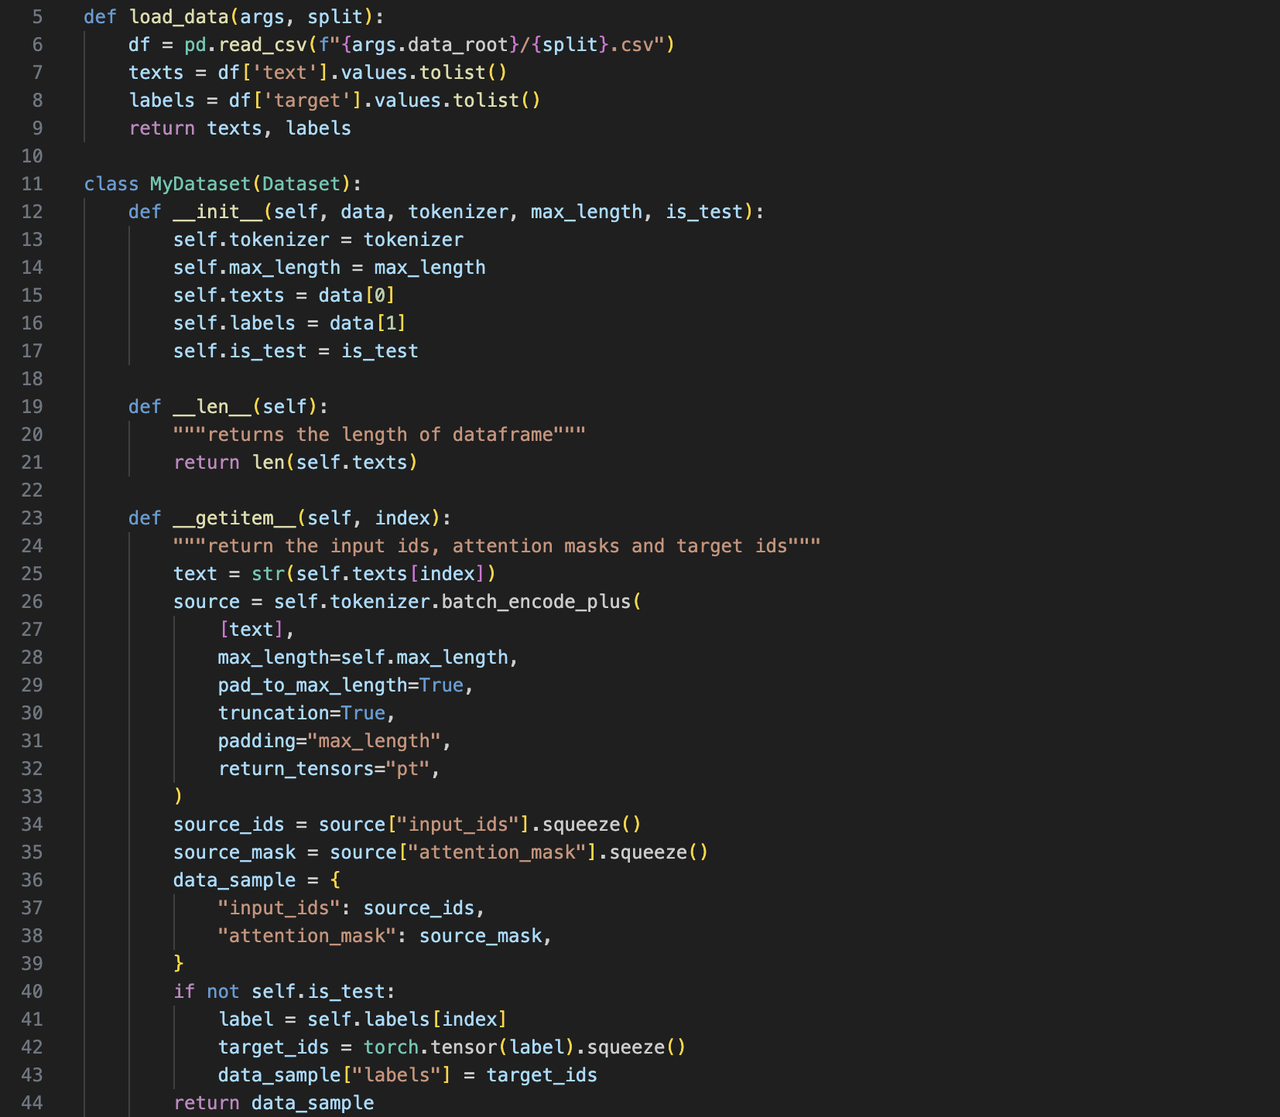 5 def load_data(args, split):
6     df = pd.read_csv(f"{args.data_root}/{split}.csv")
7     texts = df['text'].values.tolist()
8     labels = df['target'].values.tolist()
9     return texts, labels
10
11 class MyDataset(Dataset):
12     def __init__(self, data, tokenizer, max_length, is_test):
13         self.tokenizer = tokenizer
14         self.max_length = max_length
15         self.texts = data[0]
16         self.labels = data[1]
17         self.is_test = is_test
18
19     def __len__(self):
20         """returns the length of dataframe"""
21         return len(self.texts)
22
23     def __getitem__(self, index):
24         """return the input ids, attention masks and target ids"""
25         text = str(self.texts[index])
26         source = self.tokenizer.batch_encode_plus(
27             [text],
28             max_length=self.max_length,
29             pad_to_max_length=True,
30             truncation=True,
31             padding="max_length",
32             return_tensors="pt",
33         )
34         source_ids = source["input_ids"].squeeze()
35         source_mask = source["attention_mask"].squeeze()
36         data_sample = {
37             "input_ids": source_ids,
38             "attention_mask": source_mask,
39         }
40         if not self.is_test:
41             label = self.labels[index]
42             target_ids = torch.tensor(label).squeeze()
43             data_sample["labels"] = target_ids
44         return data_sample